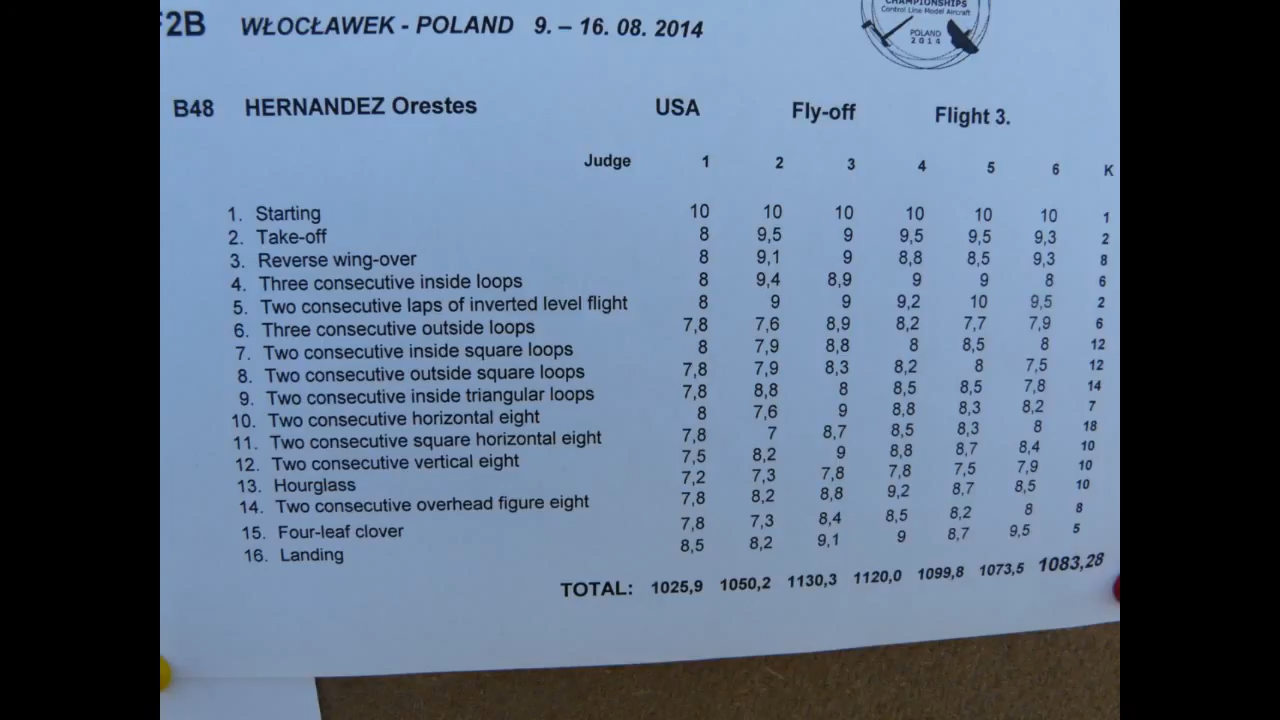 F2B WŁOCŁAWEK - POLAND 9. – 16. 08. 2014
CHAMPIONSHIPS
Control Line Model Aircraft
POLAND
2014
B48 HERNANDEZ Orestes USA Fly-off Flight 3.
Judge 1 2 3 4 5 6 K
1. Starting 10 10 10 10 10 10 1
2. Take-off 8 9,5 9 9,5 9,5 9,3 2
3. Reverse wing-over 8 9,1 9 8,8 8,5 9,3 8
4. Three consecutive inside loops 8 9,4 8,9 9 9 8 6
5. Two consecutive laps of inverted level flight 8 9 9 9,2 10 9,5 2
6. Three consecutive outside loops 7,8 7,6 8,9 8,2 7,7 7,9 6
7. Two consecutive inside square loops 8 7,9 8,8 8 8,5 8 12
8. Two consecutive outside square loops 7,8 7,9 8,3 8,2 8 7,5 12
9. Two consecutive inside triangular loops 7,8 8,8 8 8,5 8,5 7,8 14
10. Two consecutive horizontal eight 8 7,6 9 8,8 8,3 8,2 7
11. Two consecutive square horizontal eight 7,8 7 8,7 8,5 8,3 8 18
12. Two consecutive vertical eight 7,5 8,2 9 8,8 8,7 8,4 10
13. Hourglass 7,2 7,3 7,8 7,8 7,5 7,9 10
14. Two consecutive overhead figure eight 7,8 8,2 8,8 9,2 8,7 8,5 10
15. Four-leaf clover 7,8 7,3 8,4 8,5 8,2 8 8
16. Landing 8,5 8,2 9,1 9 8,7 9,5 5
TOTAL: 1025,9 1050,2 1130,3 1120,0 1099,8 1073,5 1083,28